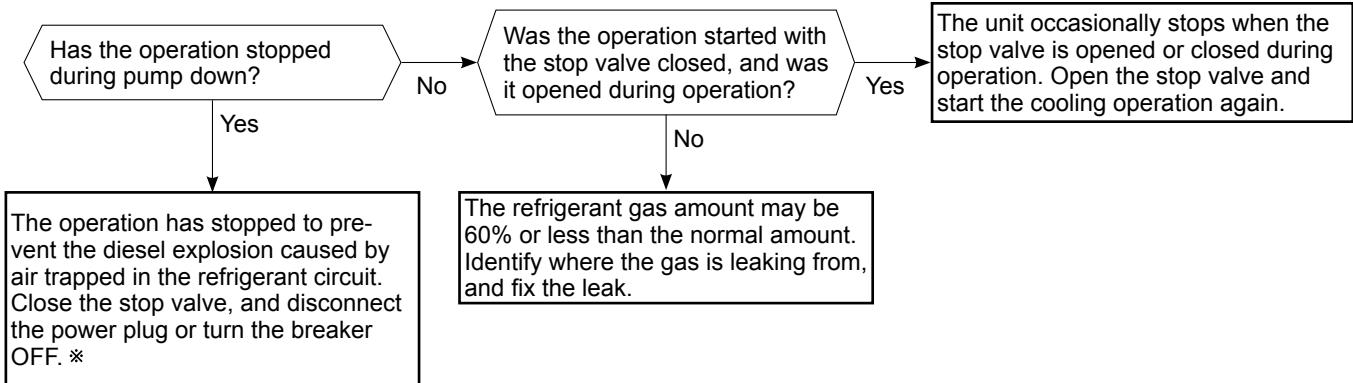 Has the operation stopped
during pump down?
No
Yes
Was the operation started with
the stop valve closed, and was
it opened during operation?
Yes
No
The unit occasionally stops when the
stop valve is opened or closed during
operation. Open the stop valve and
start the cooling operation again.
The operation has stopped to pre-
vent the diesel explosion caused by
air trapped in the refrigerant circuit.
Close the stop valve, and disconnect
the power plug or turn the breaker
OFF. ※
The refrigerant gas amount may be
60% or less than the normal amount.
Identify where the gas is leaking from,
and fix the leak.